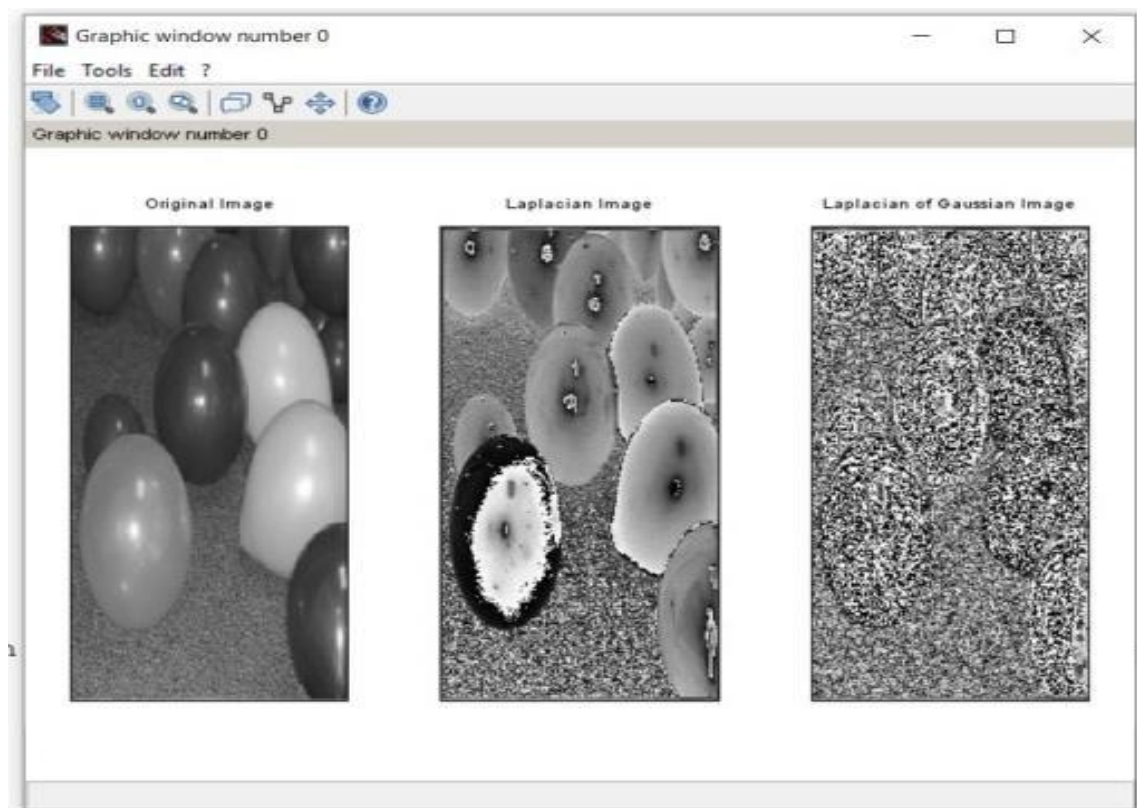 Graphic window number 0
File Tools Edit ?
Graphic window number 0
Original Image
Laplacian Image
Laplacian of Gaussian Image